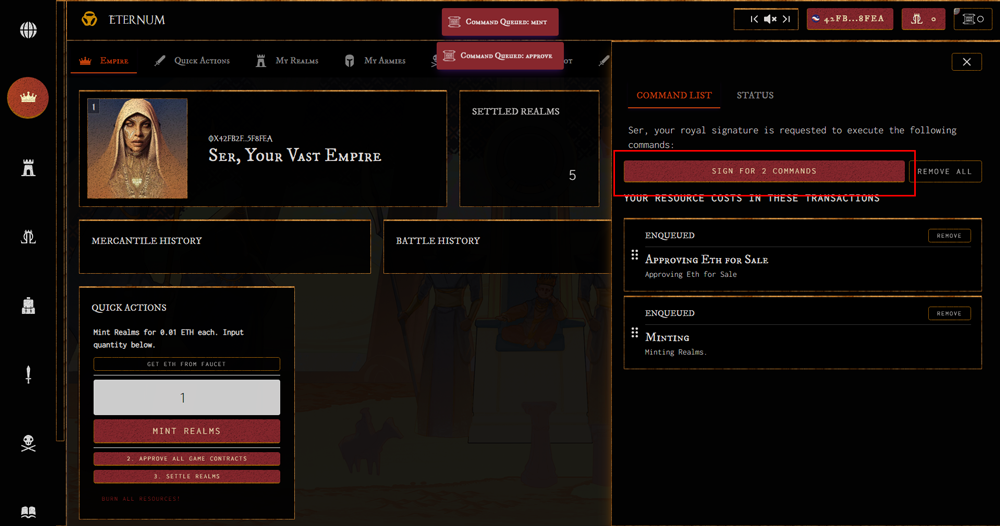 ETERNUM
Command Queued: mint
Command Queued: approve
42FB...8FEA
0
0
Empire
Quick Actions
My Realms
My Armies
1
0X42FB2F...5F8FEA
Ser, Your Vast Empire
SETTLED REALMS
5
MERCANTILE HISTORY
BATTLE HISTORY
QUICK ACTIONS
Mint Realms for 0.01 ETH each. Input
quantity below.
GET ETH FROM FAUCET
1
MINT REALMS
2. APPROVE ALL GAME CONTRACTS
3. SETTLE REALMS
BURN ALL RESOURCES?
COMMAND LIST
STATUS
Ser, your royal signature is requested to execute the following
commands:
SIGN FOR 2 COMMANDS
REMOVE ALL
YOUR RESOURCE COSTS IN THESE TRANSACTIONS
ENQUEUED
REMOVE
Approving Eth for Sale
Approving Eth for Sale
ENQUEUED
REMOVE
Minting
Minting Realms.